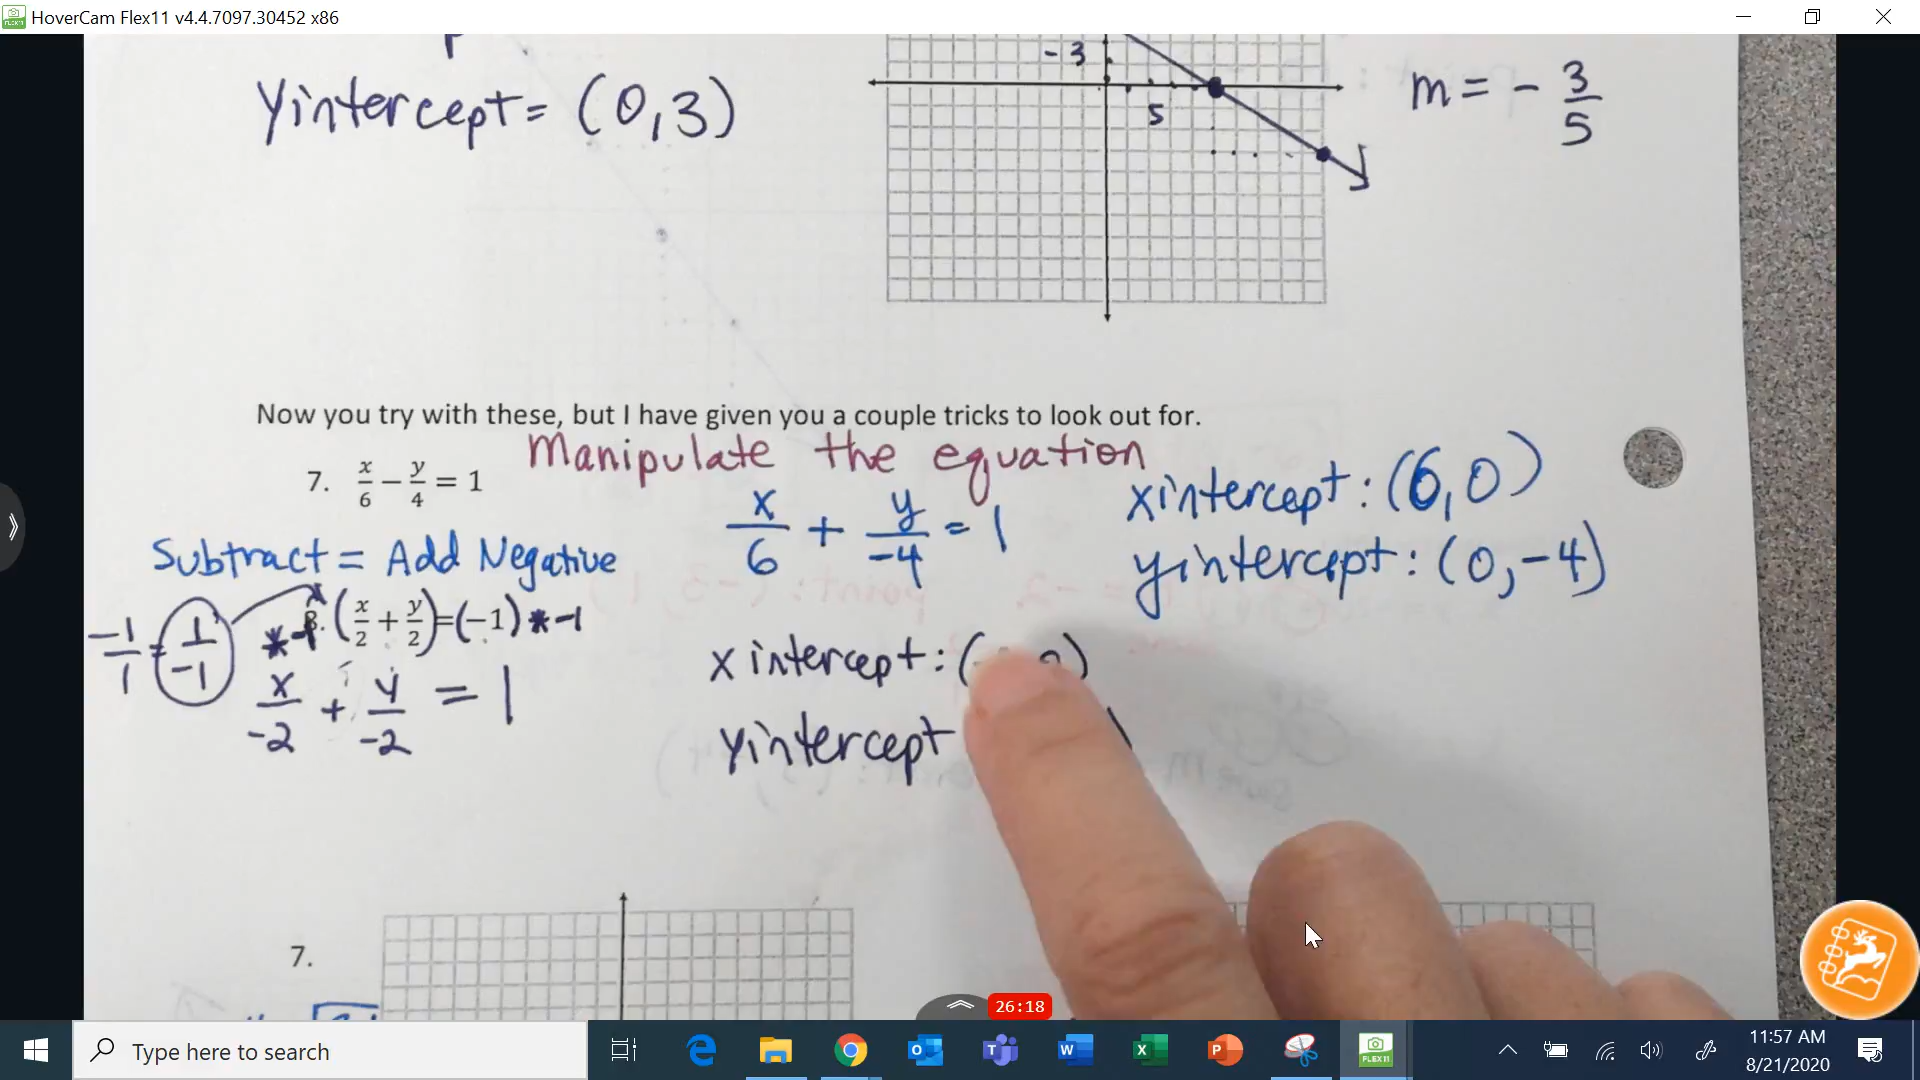 HoverCam Flex11 v4.4.7097.30452 x86
yintercept = (0,3)
-3
5
m = - 3/5
Now you try with these, but I have given you a couple tricks to look out for.
Manipulate the equation
7. x/6 − y/4 = 1
x/6 + y/-4 = 1
xintercept: (6,0)
yintercept: (0,-4)
Subtract = Add Negative
-1/1 = 1/-1
*-1 (x/2 + y/2) = (−1) *-1
x/-2 + y/-2 = 1
x intercept: (
yintercept
7.
26:18
Type here to search
FLEX11
11:57 AM
8/21/2020